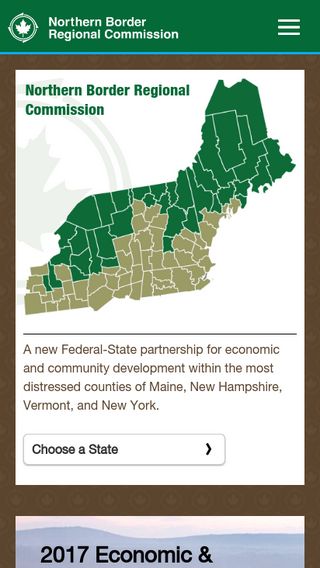 Northern Border
Regional Commission
Northern Border Regional
Commission
A new Federal-State partnership for economic
and community development within the most
distressed counties of Maine, New Hampshire,
Vermont, and New York.
Choose a State
2017 Economic &